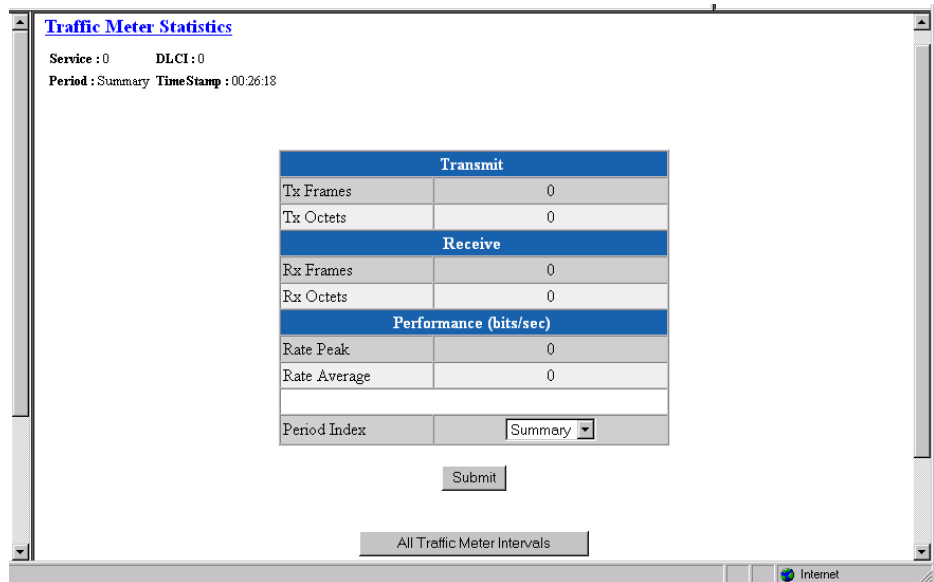 Traffic Meter Statistics
Service : 0 DLCI : 0
Period : Summary TimeStamp : 00:26:18
Transmit
Tx Frames 0
Tx Octets 0
Receive
Rx Frames 0
Rx Octets 0
Performance (bits/sec)
Rate Peak 0
Rate Average 0
Period Index Summary
Submit
All Traffic Meter Intervals
Internet